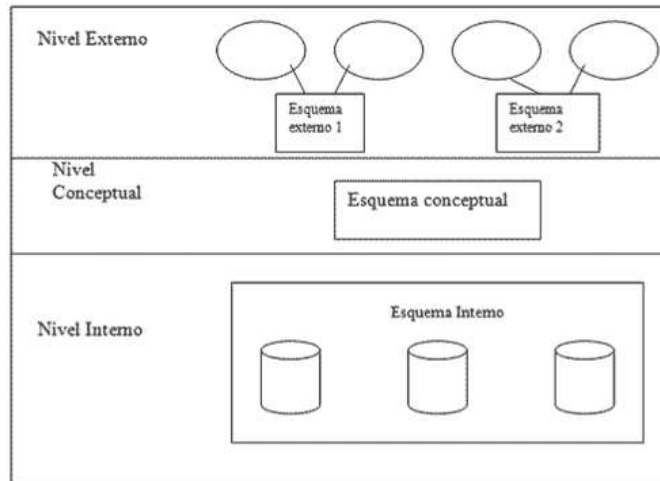 Nivel Externo
Esquema
externo 1
Esquema
externo 2
Nivel
Conceptual
Esquema conceptual
Esquema Interno
Nivel Interno